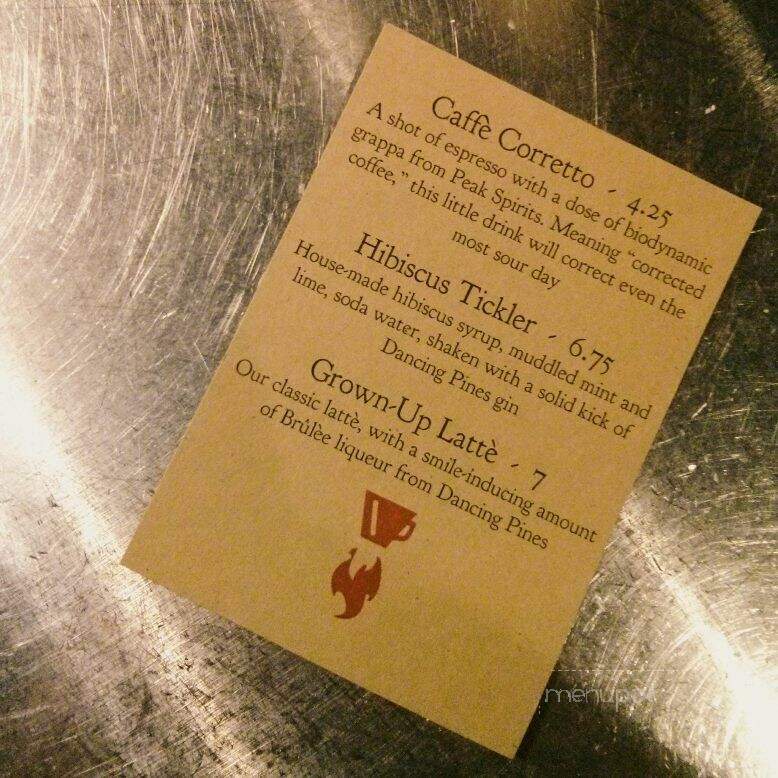 Caffè Corretto - 4.25
A shot of espresso with a dose of biodynamic
grappa from Peak Spirits. Meaning “corrected
coffee,” this little drink will correct even the
most sour day
Hibiscus Tickler - 6.75
House-made hibiscus syrup, muddled mint and
lime, soda water, shaken with a solid kick of
Dancing Pines gin
Grown-Up Lattè - 7
Our classic lattè, with a smile-inducing amount
of Brûlèe liqueur from Dancing Pines